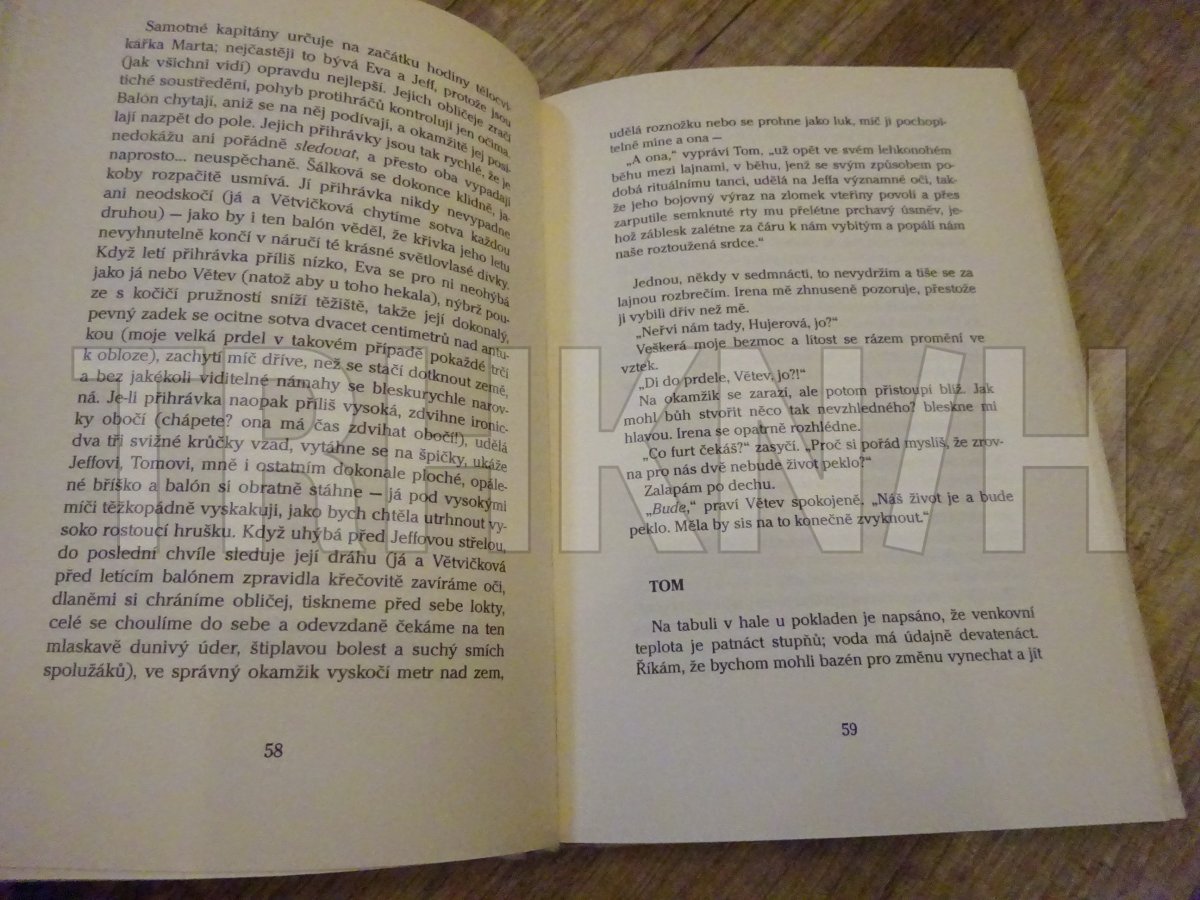 Samotné kapitány určuje na začátku hodiny tělocvi-
kářka Marta; nejčastěji to bývá Eva a Jeff, protože jsou
(jak všichni vidí) opravdu nejlepší. Jejich obličeje zračí
tiché soustředění, pohyb protihráčů kontrolují jen očima.
Balón chytají, aniž se na něj podívají, a okamžitě jej posí-
lají nazpět do pole. Jejich přihrávky jsou tak rychlé, že je
nedokážu ani pořádně sledovat, a přesto oba vypadají
naprosto... neuspěchaně. Šálková se dokonce klidně, ja-
koby rozpačitě usmívá. Jí přihrávka nikdy nevypadne
ani neodskočí (já a Větvičková chytíme sotva každou
druhou) — jako by i ten balón věděl, že křivka jeho letu
nevyhnutelně končí v náručí té krásné světlovlasé dívky.
Když letí přihrávka příliš nízko, Eva se pro ni neohýbá
jako já nebo Větev (natož aby u toho hekala), nýbrž pou-
ze s kočičí pružností sníží těžiště, takže její dokonalý,
pevný zadek se ocitne sotva dvacet centimetrů nad antu-
kou (moje velká prdel v takovém případě pokaždé trčí
k obloze), zachytí míč dříve, než se stačí dotknout země,
a bez jakékoli viditelné námahy se bleskurychle narov-
ná. Je-li přihrávka naopak příliš vysoká, zdvihne ironic-
ky obočí (chápete? ona má čas zdvihat obočí!), udělá
dva tři svižné krůčky vzad, vytáhne se na špičky, ukáže
Jeffovi, Tomovi, mně i ostatním dokonale ploché, opále-
né bříško a balón si obratně stáhne — já pod vysokými
míči těžkopádně vyskakuji, jako bych chtěla utrhnout vy-
soko rostoucí hrušku. Když uhýbá před Jeffovou střelou,
do poslední chvíle sleduje její dráhu (já a Větvičková
před letícím balónem zpravidla křečovitě zavíráme oči,
dlaněmi si chráníme obličej, tiskneme před sebe lokty,
celé se choulíme do sebe a odevzdaně čekáme na ten
mlaskavě dunivý úder, štiplavou bolest a suchý smích
spolužáků), ve správný okamžik vyskočí metr nad zem,
58
udělá roznožku nebo se prohne jako luk, míč ji pochopi-
telně mine a ona —
„A ona,“ vypráví Tom, „už opět ve svém lehkonohém
běhu mezi lajnami, v běhu, jenž se svým způsobem po-
dobá rituálnímu tanci, udělá na Jeffa významné oči, tak-
že jeho bojovný výraz na zlomek vteřiny povolí a přes
zarputile semknuté rty mu přelétne prchavý úsměv, je-
hož záblesk zalétne za čáru k nám vybitým a popálí nám
naše roztoužená srdce.“
Jednou, někdy v sedmnácti, to nevydržím a tiše se za
lajnou rozbrečím. Irena mě zhnuseně pozoruje, přestože
ji vybili dřív než mě.
„Neřvi nám tady, Hujerová, jo?“
Veškerá moje bezmoc a lítost se rázem promění ve
vztek.
„Di do prdele, Větev, jo?!“
Na okamžik se zarazí, ale potom přistoupí blíž. Jak
mohl bůh stvořit něco tak nevzhledného? bleskne mi
hlavou. Irena se opatrně rozhlédne.
„Co furt čekáš?“ zasyčí. „Proč si pořád myslíš, že zrov-
na pro nás dvě nebude život peklo?“
Zalapám po dechu.
„Bude,“ praví Větev spokojeně. „Náš život je a bude
peklo. Měla by sis na to konečně zvyknout.“
TOM
Na tabuli v hale u pokladen je napsáno, že venkovní
teplota je patnáct stupňů; voda má údajně devatenáct.
Říkám, že bychom mohli bazén pro změnu vynechat a jít
59
TRHKNIH